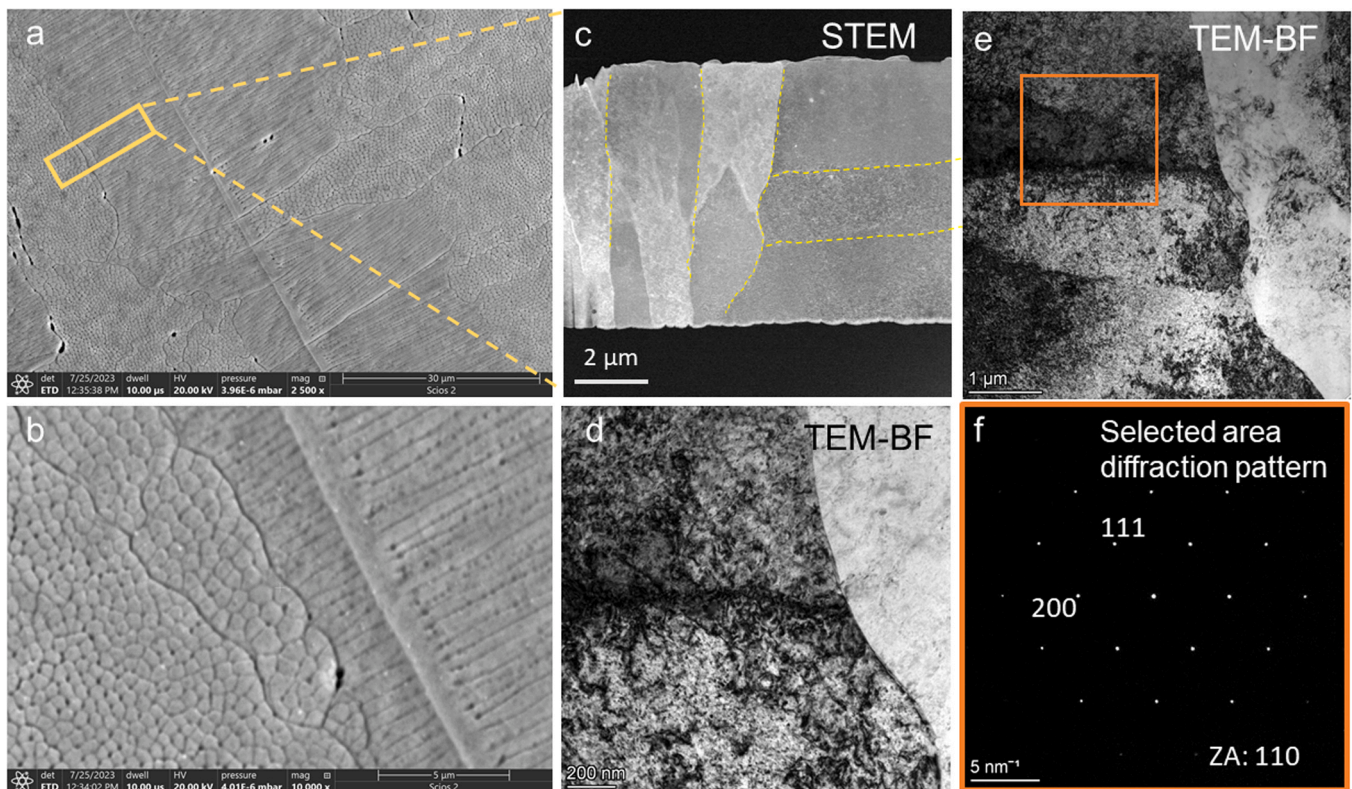 a
det 7/25/2023 dwell HV pressure mag 30 µm
ETD 12:35:38 PM 10.00 µs 20.00 kV 3.96E-6 mbar 2 500 x Scios 2
b
det 7/25/2023 dwell HV pressure mag 5 µm
ETD 12:34:02 PM 10.00 µs 20.00 kV 4.01E-6 mbar 10 000 x Scios 2
c STEM
2 µm
d TEM-BF
200 nm
e TEM-BF
1 µm
f Selected area
diffraction pattern
111
200
ZA: 110
5 nm⁻¹